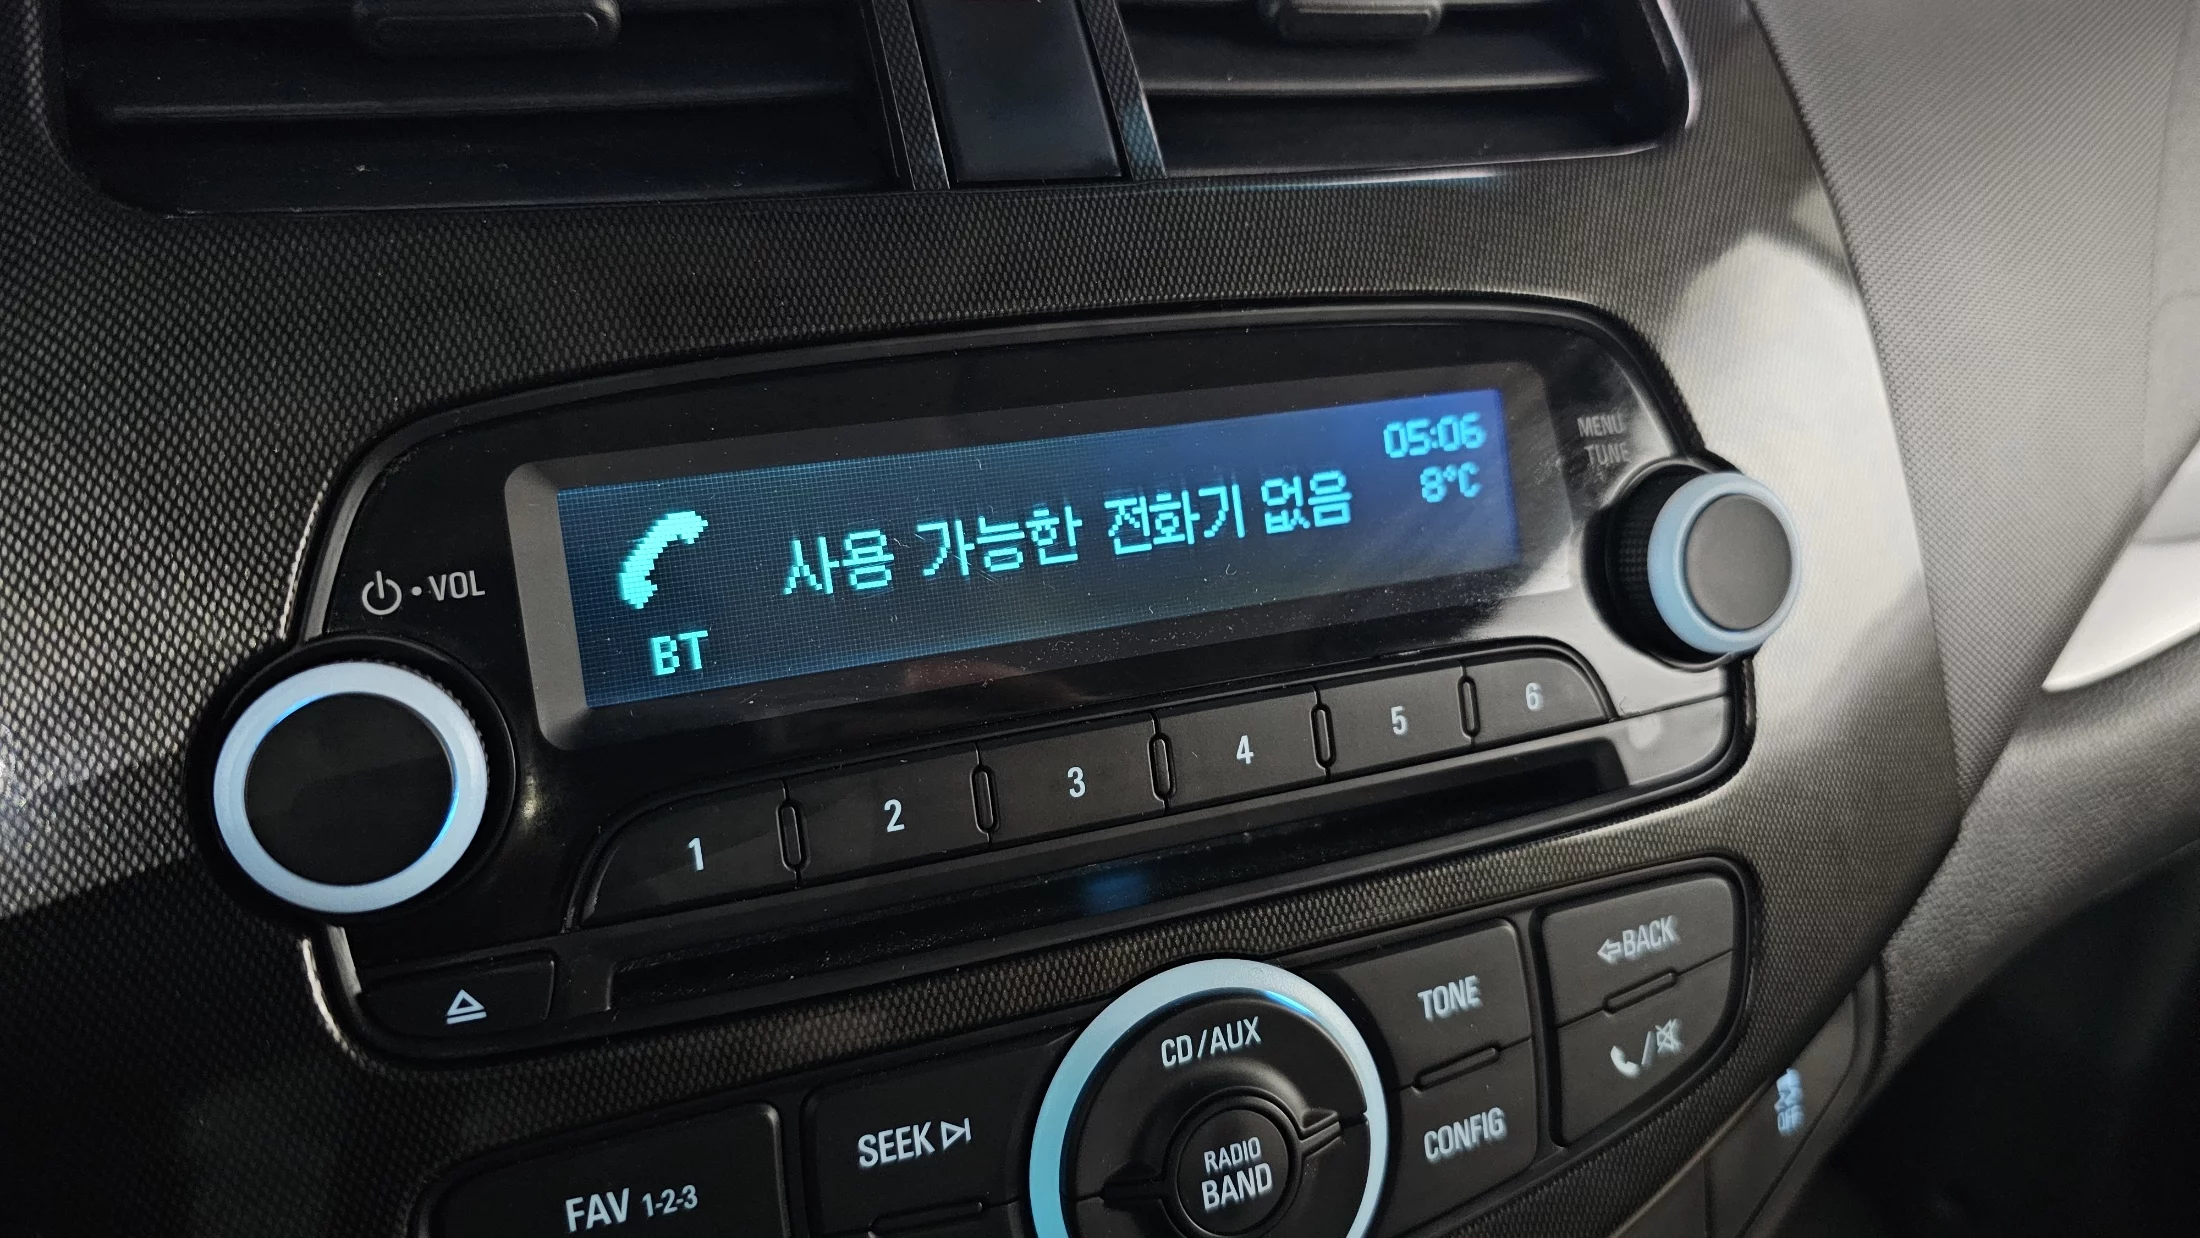 05:06
8°C
사용 가능한 전화기 없음
BT
MENU
TUNE
VOL
1
2
3
4
5
6
BACK
TONE
CD/AUX
SEEK
CONFIG
RADIO
BAND
FAV 1-2-3
OFF